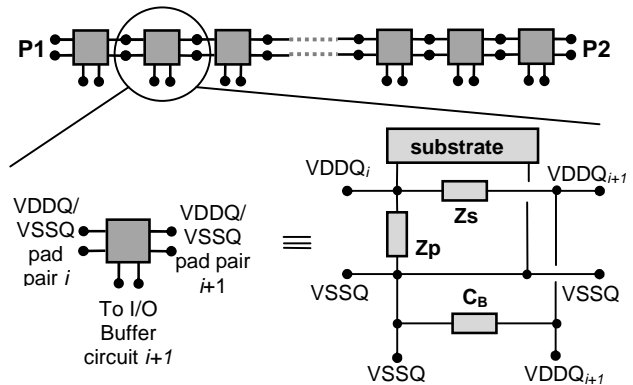 P1
P2
substrate
VDDQi
VDDQi+1
Zs
VDDQ/
VSSQ
pad
pair i
VDDQ/
VSSQ
pad pair
i+1
Zp
VSSQ
VSSQ
CB
To I/O
Buffer
circuit i+1
VSSQ
VDDQi+1